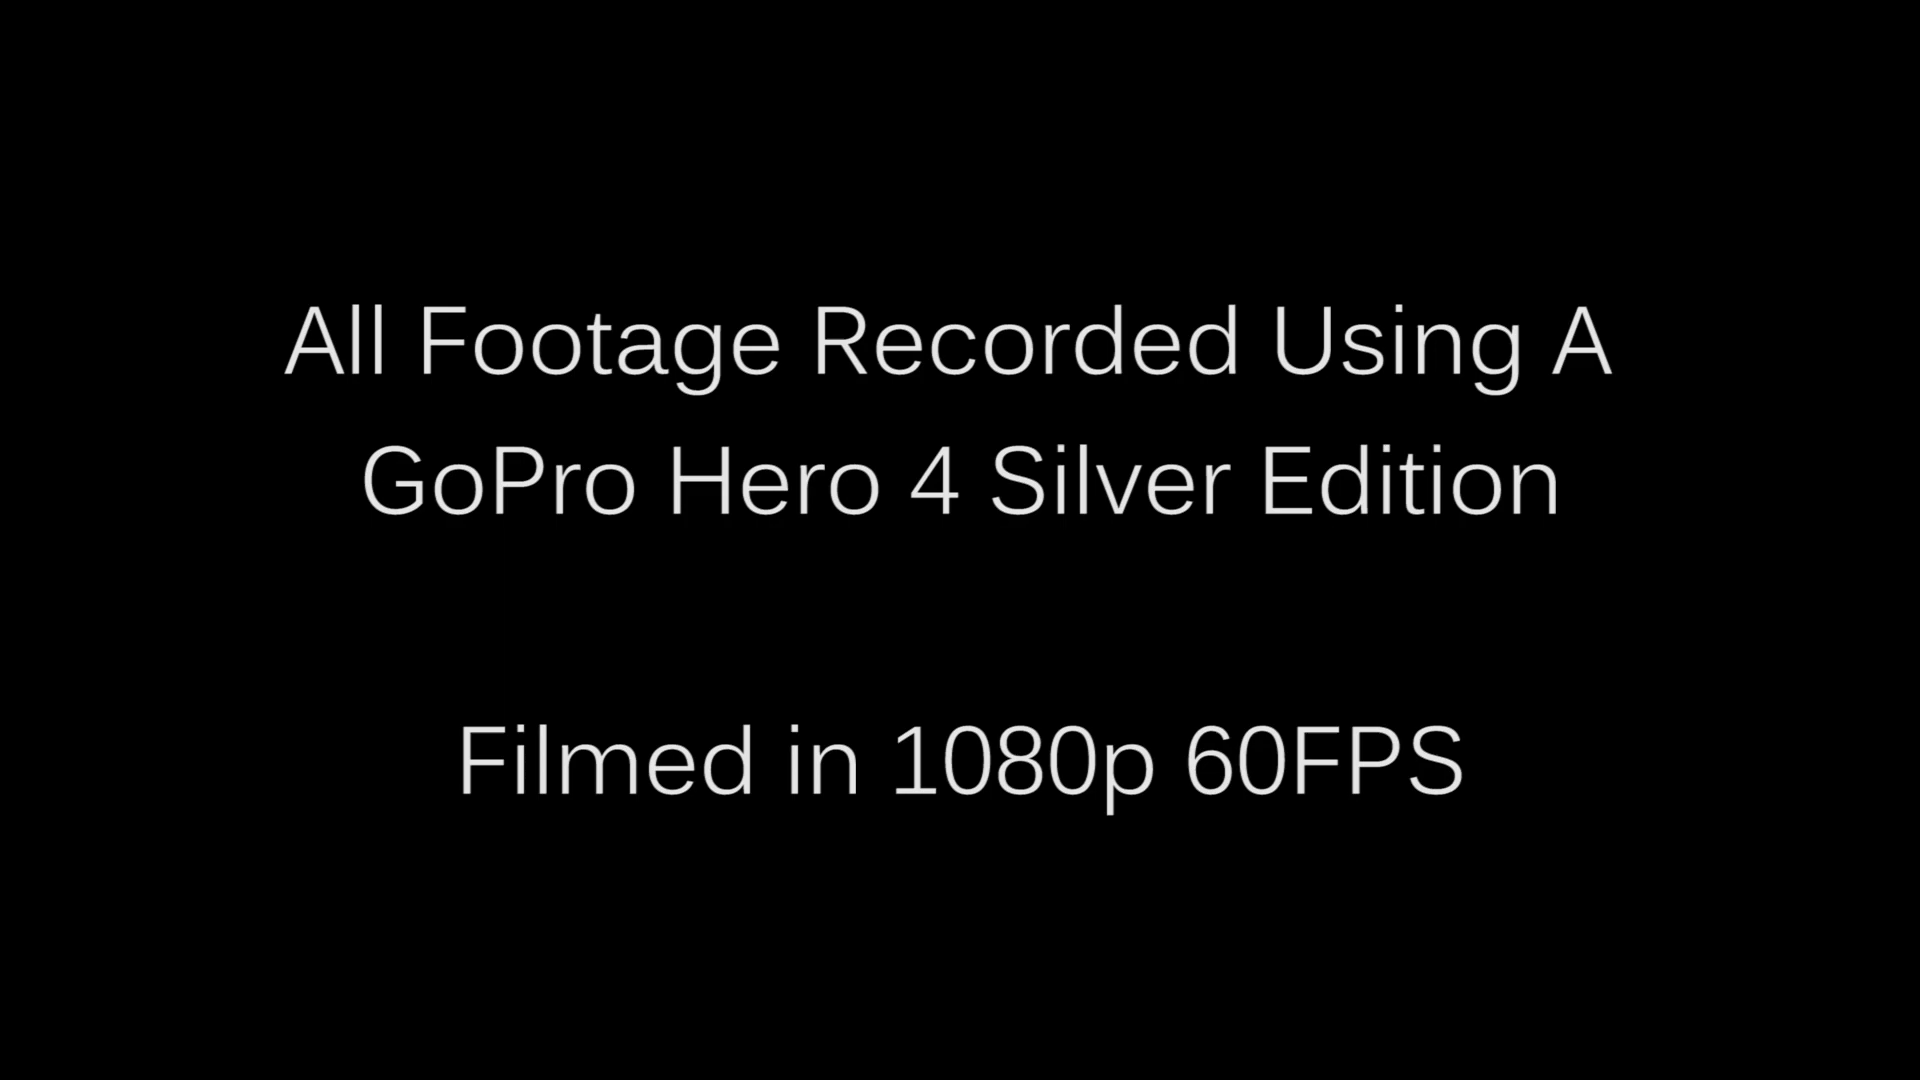 All Footage Recorded Using A
GoPro Hero 4 Silver Edition
Filmed in 1080p 60FPS